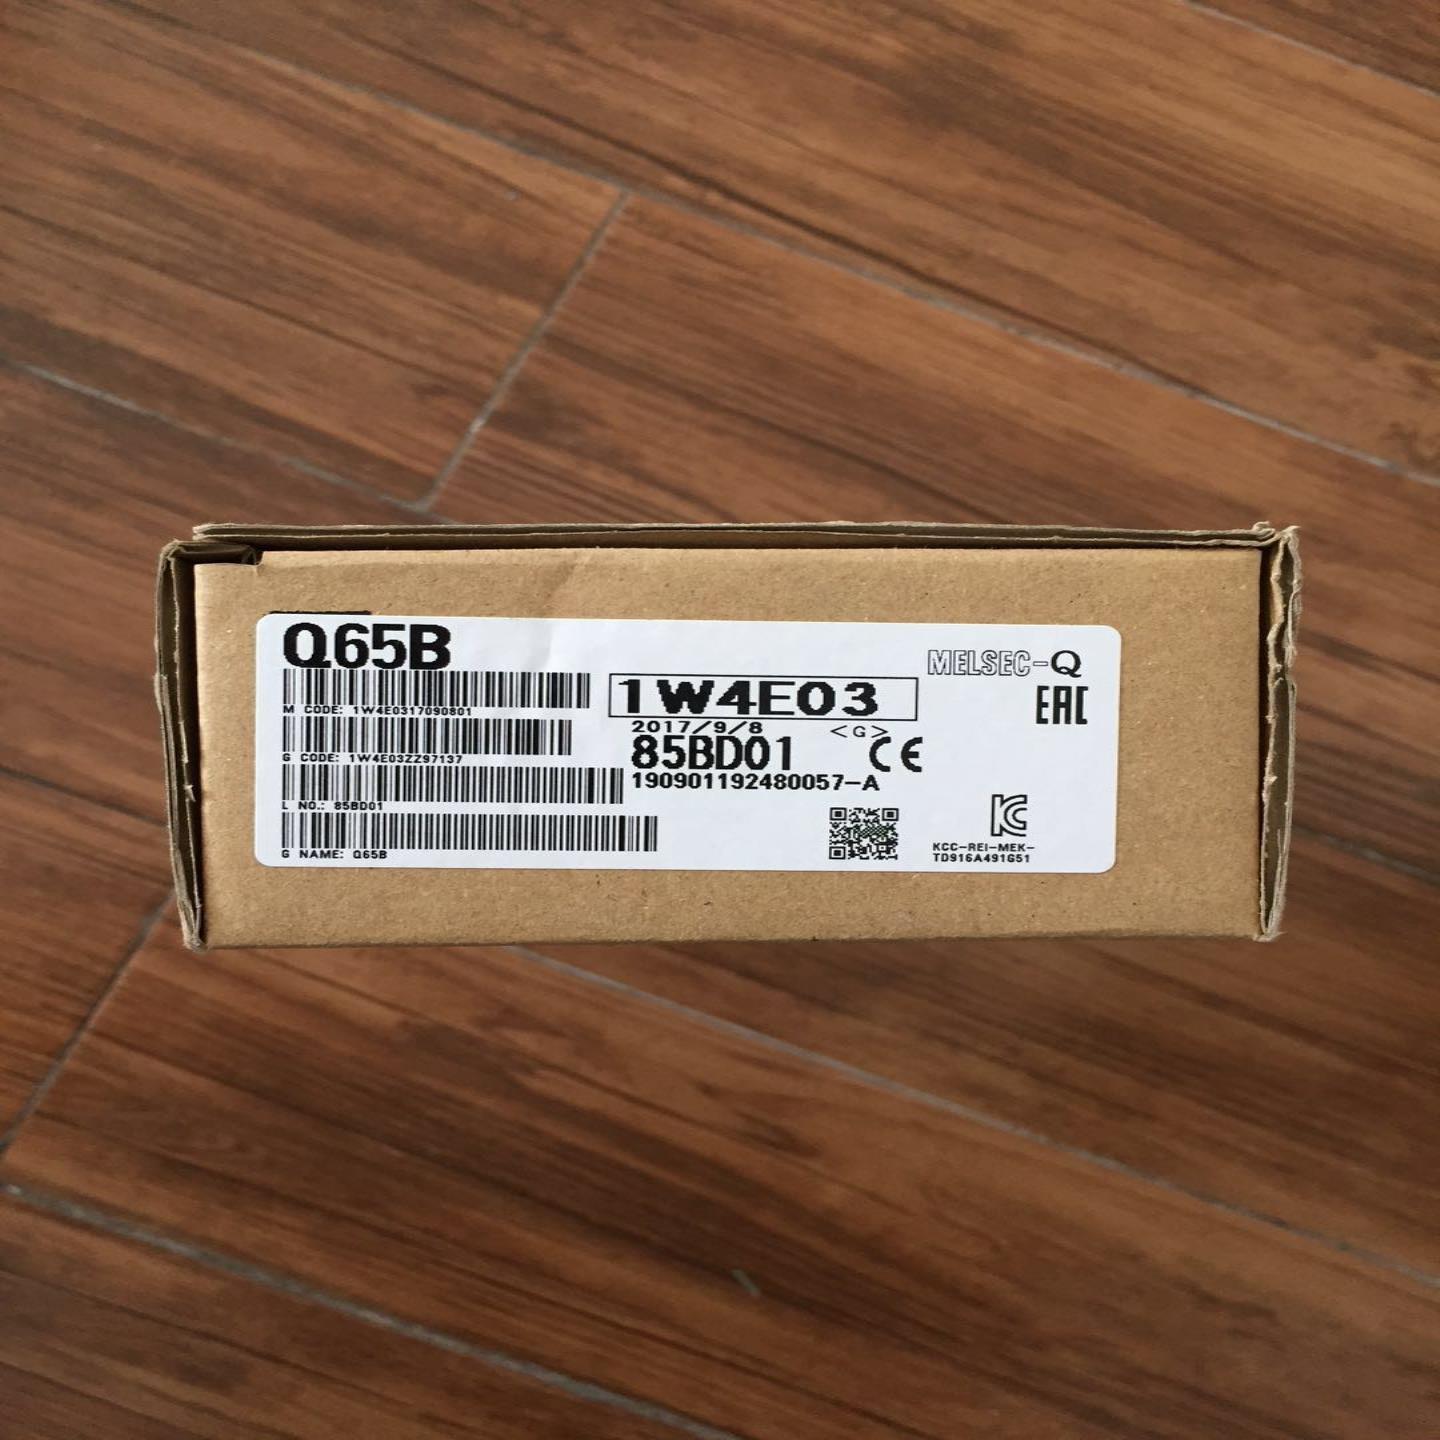 Q65B
M CODE: 1W4E0317090801
G CODE: 1W4E03ZZ97137
L NO.: 85BD01
G NAME: Q65B
1W4E03
2017/9/8 <G>
85BD01 CE
190901192480057-A
MELSEC-Q
EAC
KC
KCC-REI-MEK-
TD916A491G51